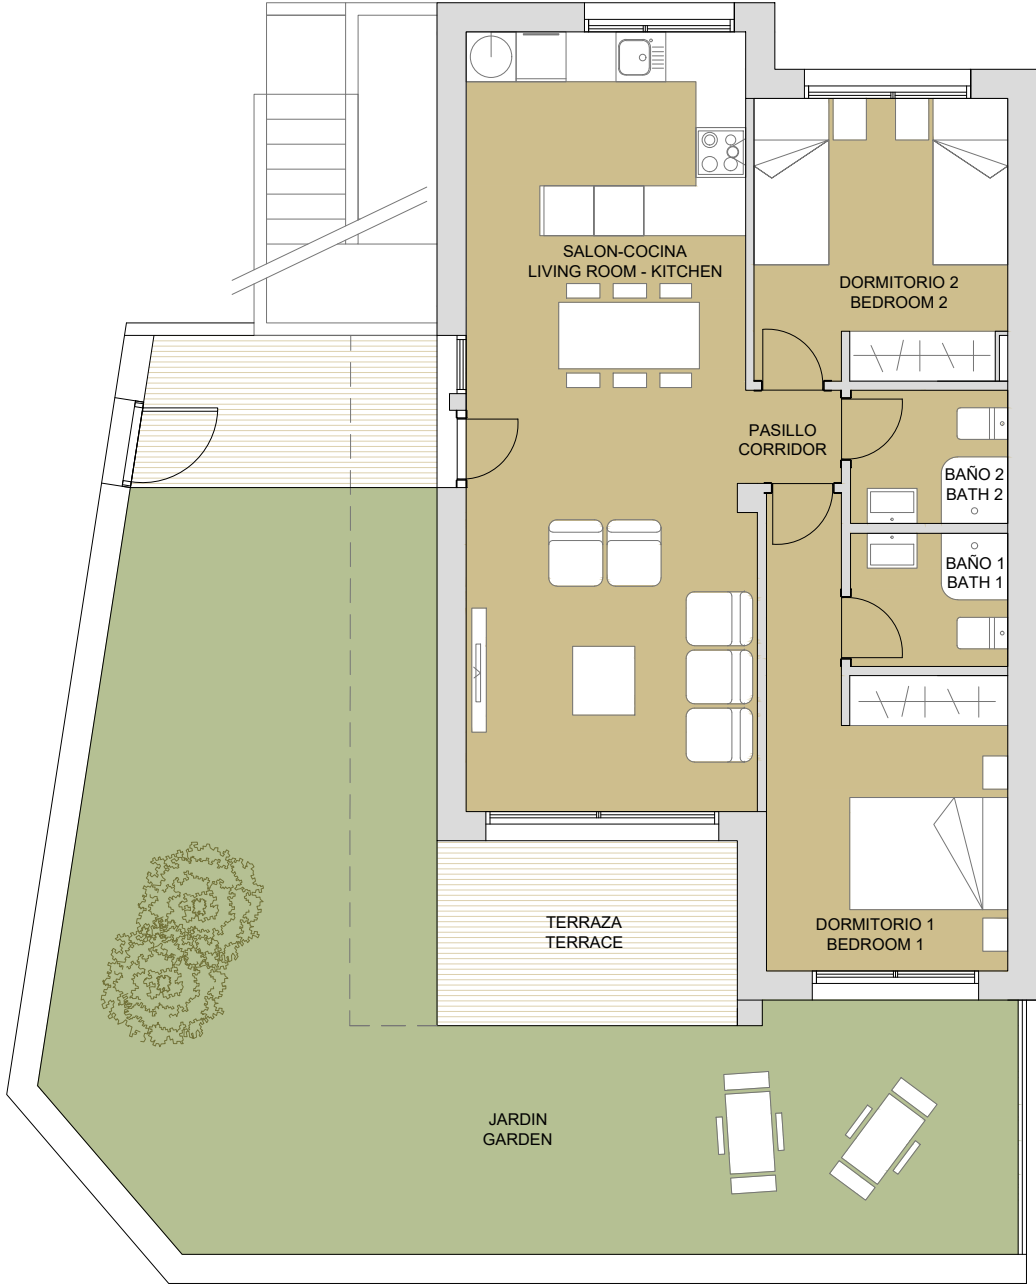 SALON-COCINA
LIVING ROOM - KITCHEN
DORMITORIO 2
BEDROOM 2
PASILLO
CORRIDOR
BAÑO 2
BATH 2
BAÑO 1
BATH 1
TERRAZA
TERRACE
DORMITORIO 1
BEDROOM 1
JARDIN
GARDEN